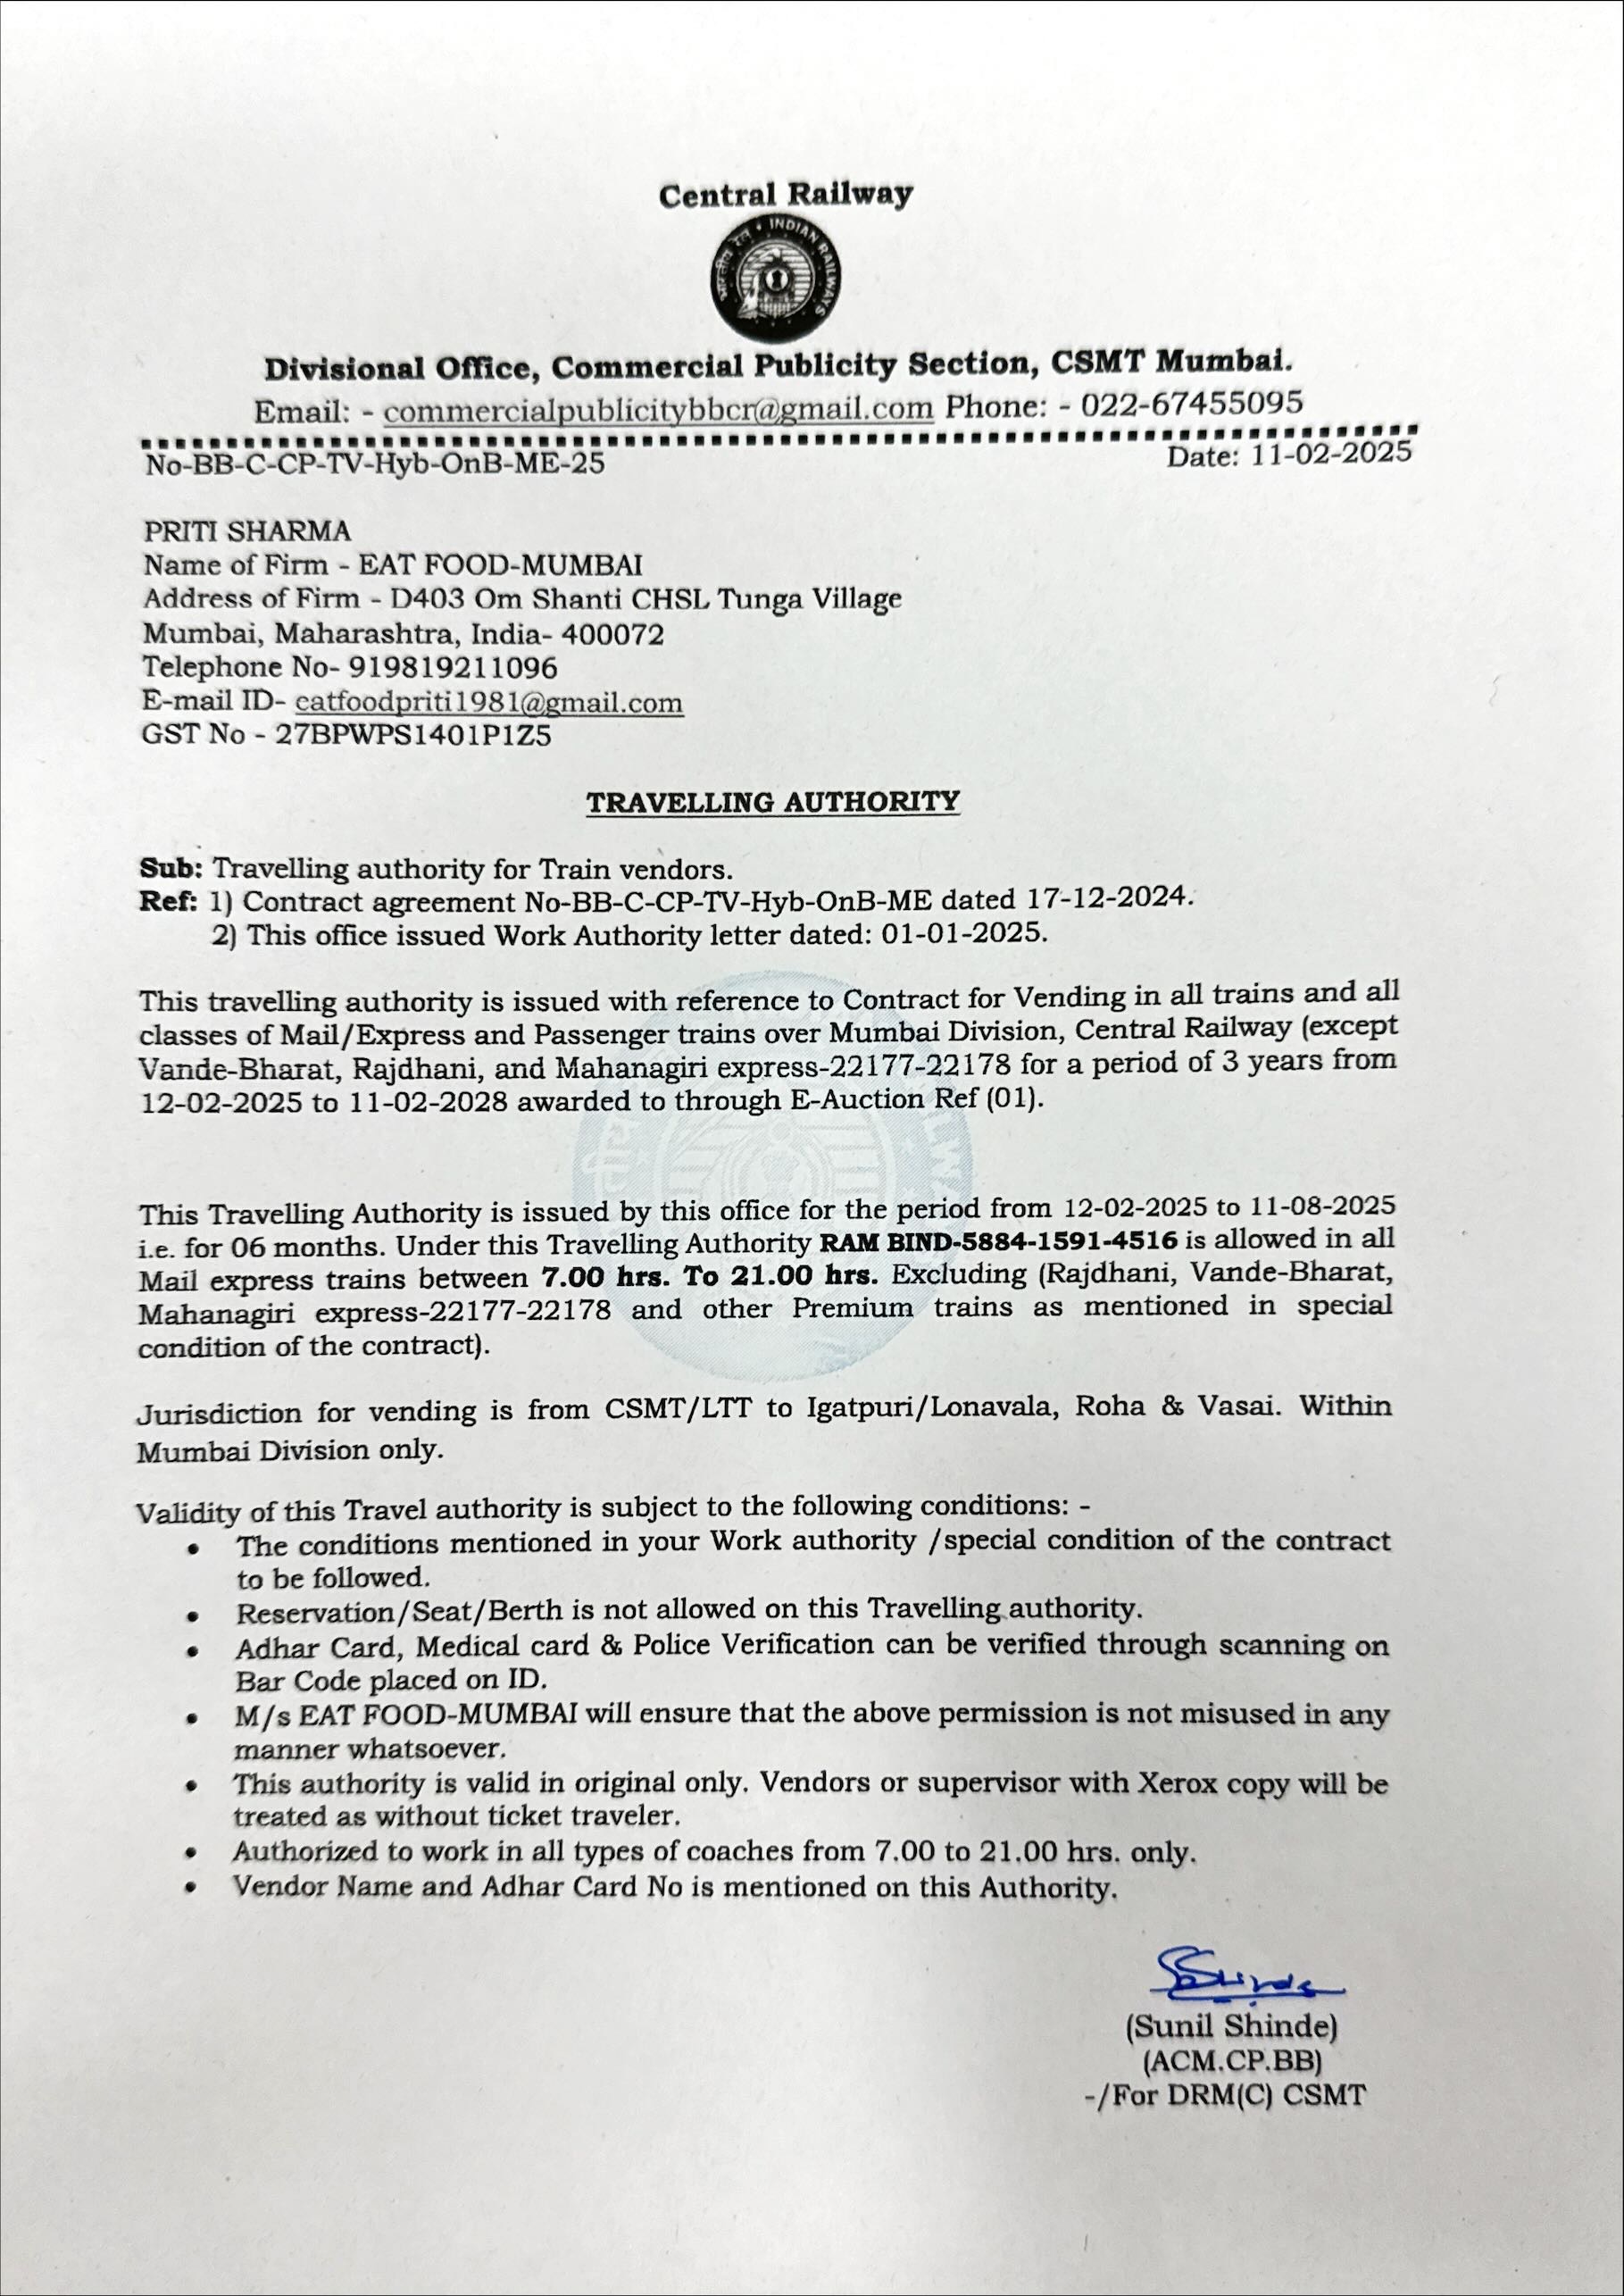 Central Railway
भारतीय रेल * INDIAN RAILWAYS
Divisional Office, Commercial Publicity Section, CSMT Mumbai.
Email: - commercialpublicitybbcr@gmail.com Phone: - 022-67455095
No-BB-C-CP-TV-Hyb-OnB-ME-25 Date: 11-02-2025
PRITI SHARMA
Name of Firm - EAT FOOD-MUMBAI
Address of Firm - D403 Om Shanti CHSL Tunga Village
Mumbai, Maharashtra, India- 400072
Telephone No- 919819211096
E-mail ID- eatfoodpriti1981@gmail.com
GST No - 27BPWPS1401P1Z5
TRAVELLING AUTHORITY
Sub: Travelling authority for Train vendors.
Ref: 1) Contract agreement No-BB-C-CP-TV-Hyb-OnB-ME dated 17-12-2024.
2) This office issued Work Authority letter dated: 01-01-2025.
This travelling authority is issued with reference to Contract for Vending in all trains and all
classes of Mail/Express and Passenger trains over Mumbai Division, Central Railway (except
Vande-Bharat, Rajdhani, and Mahanagiri express-22177-22178 for a period of 3 years from
12-02-2025 to 11-02-2028 awarded to through E-Auction Ref (01).
This Travelling Authority is issued by this office for the period from 12-02-2025 to 11-08-2025
i.e. for 06 months. Under this Travelling Authority RAM BIND-5884-1591-4516 is allowed in all
Mail express trains between 7.00 hrs. To 21.00 hrs. Excluding (Rajdhani, Vande-Bharat,
Mahanagiri express-22177-22178 and other Premium trains as mentioned in special
condition of the contract).
Jurisdiction for vending is from CSMT/LTT to Igatpuri/Lonavala, Roha & Vasai. Within
Mumbai Division only.
Validity of this Travel authority is subject to the following conditions: -
• The conditions mentioned in your Work authority /special condition of the contract
to be followed.
• Reservation/Seat/Berth is not allowed on this Travelling authority.
• Adhar Card, Medical card & Police Verification can be verified through scanning on
Bar Code placed on ID.
• M/s EAT FOOD-MUMBAI will ensure that the above permission is not misused in any
manner whatsoever.
• This authority is valid in original only. Vendors or supervisor with Xerox copy will be
treated as without ticket traveler.
• Authorized to work in all types of coaches from 7.00 to 21.00 hrs. only.
• Vendor Name and Adhar Card No is mentioned on this Authority.
SShinde
(Sunil Shinde)
(ACM.CP.BB)
-/For DRM(C) CSMT